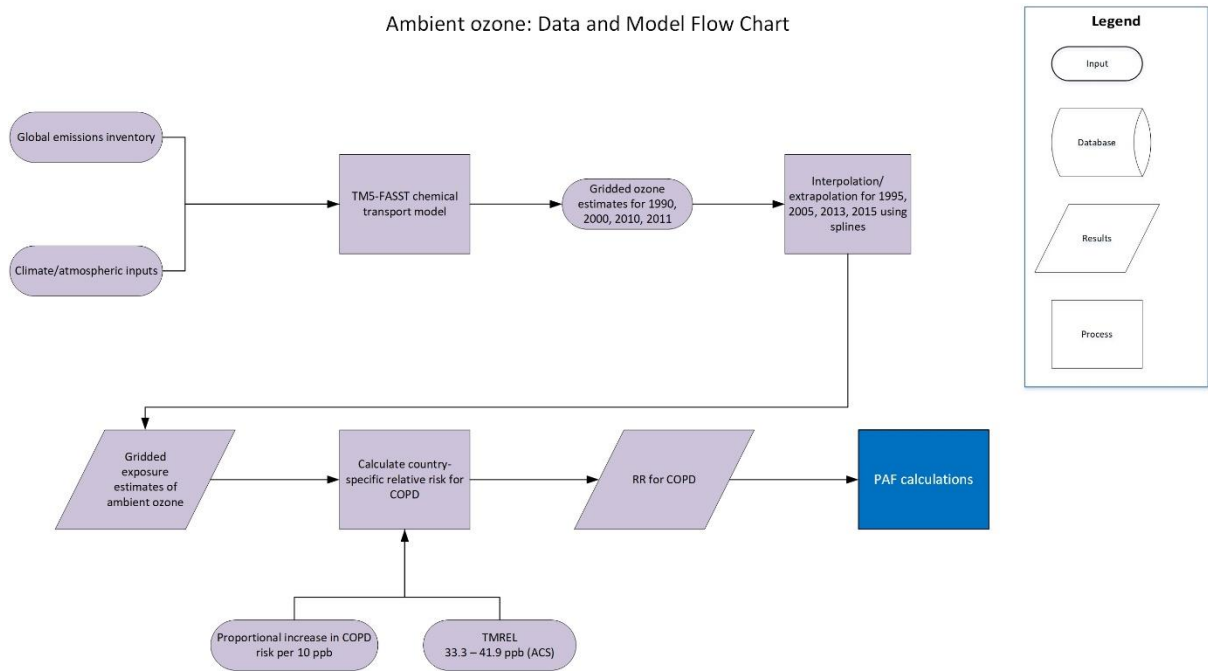 Ambient ozone: Data and Model Flow Chart
Legend
Input
Database
Results
Process
Global emissions inventory
Climate/atmospheric inputs
TM5-FASST chemical
transport model
Gridded ozone
estimates for 1990,
2000, 2010, 2011
Interpolation/
extrapolation for 1995,
2005, 2013, 2015 using
splines
Gridded
exposure
estimates of
ambient ozone
Calculate country-
specific relative risk for
COPD
RR for COPD
PAF calculations
Proportional increase in COPD
risk per 10 ppb
TMREL
33.3 – 41.9 ppb (ACS)